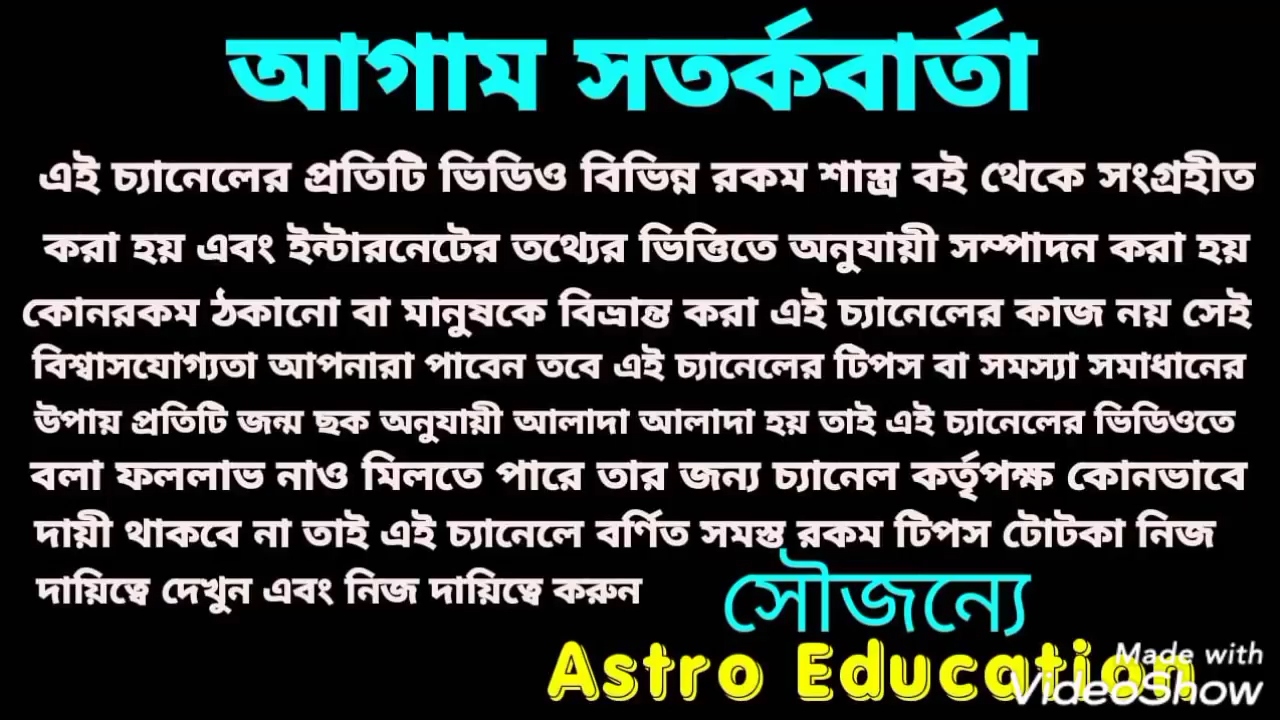 আগাম সতর্কবার্তা
এই চ্যানেলের প্রতিটি ভিডিও বিভিন্ন রকম শাস্ত্র বই থেকে সংগ্রহীত
করা হয় এবং ইন্টারনেটের তথ্যের ভিত্তিতে অনুযায়ী সম্পাদন করা হয়
কোনরকম ঠকানো বা মানুষকে বিভ্রান্ত করা এই চ্যানেলের কাজ নয় সেই
বিশ্বাসযোগ্যতা আপনারা পাবেন তবে এই চ্যানেলের টিপস বা সমস্যা সমাধানের
উপায় প্রতিটি জন্ম ছক অনুযায়ী আলাদা আলাদা হয় তাই এই চ্যানেলের ভিডিওতে
বলা ফললাভ নাও মিলতে পারে তার জন্য চ্যানেল কর্তৃপক্ষ কোনভাবে
দায়ী থাকবে না তাই এই চ্যানেলে বর্ণিত সমস্ত রকম টিপস টোটকা নিজ
দায়িত্বে দেখুন এবং নিজ দায়িত্বে করুন
সৌজন্যে
Astro Education
Made with
VideoShow